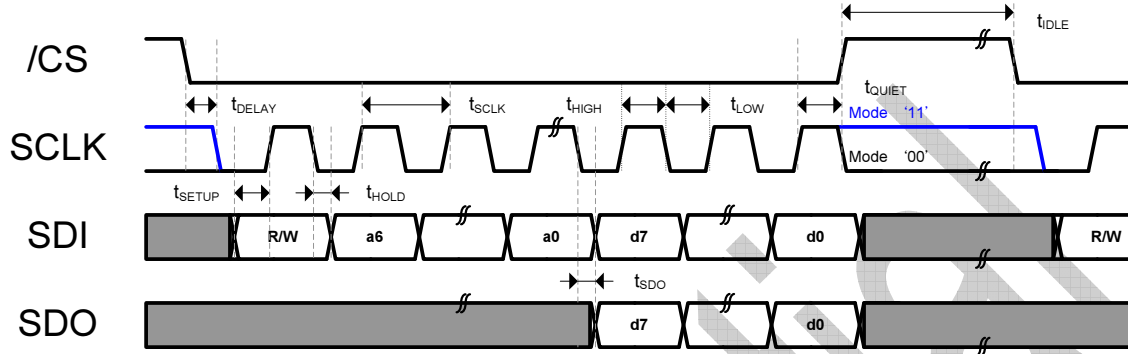 /CS
tIDLE
tDELAY
tSCLK
tHIGH
tLOW
tQUIET
Mode '11'
SCLK
Mode '00'
tSETUP
tHOLD
SDI
R/W
a6
a0
d7
d0
R/W
tSDO
SDO
d7
d0